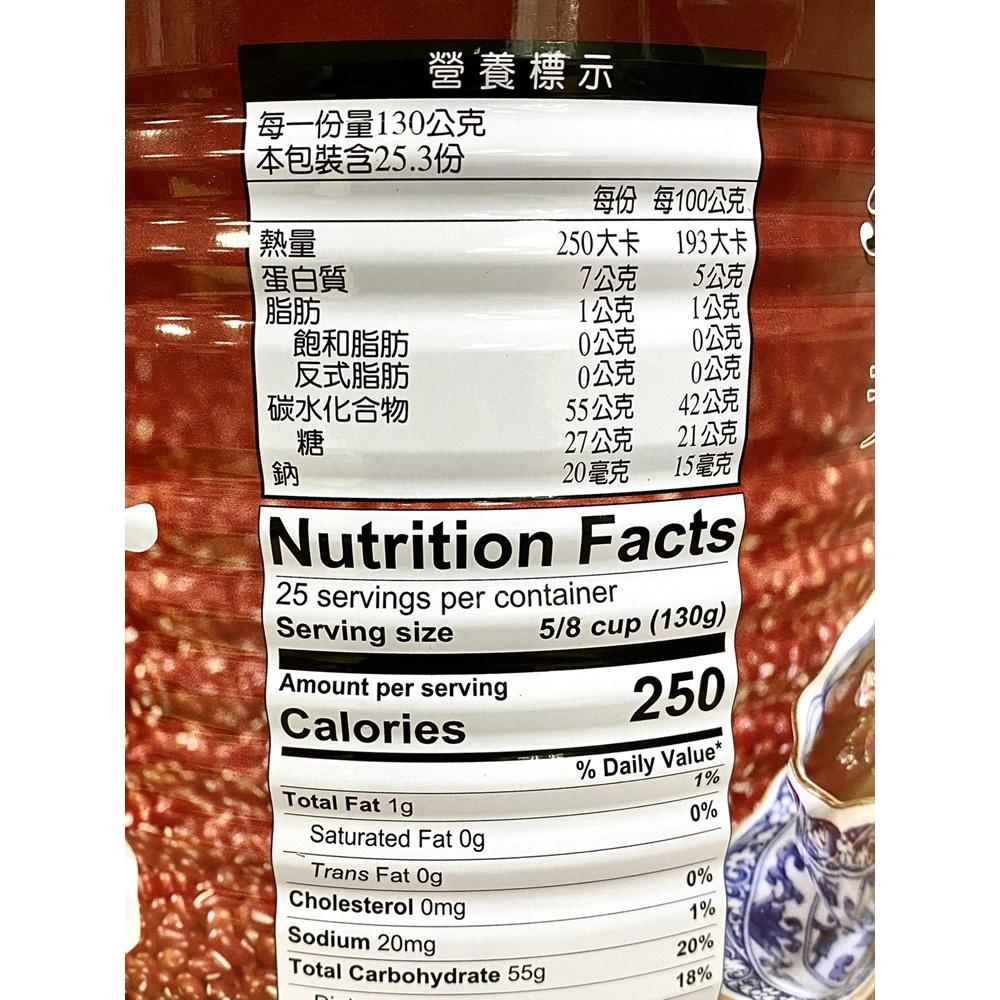 營養標示
每一份量130公克
本包裝含25.3份
每份 每100公克
熱量 250大卡 193大卡
蛋白質 7公克 5公克
脂肪 1公克 1公克
飽和脂肪 0公克 0公克
反式脂肪 0公克 0公克
碳水化合物 55公克 42公克
糖 27公克 21公克
鈉 20毫克 15毫克
Nutrition Facts
25 servings per container
Serving size 5/8 cup (130g)
Amount per serving
Calories 250
% Daily Value*
Total Fat 1g 1%
Saturated Fat 0g 0%
Trans Fat 0g
Cholesterol 0mg 0%
Sodium 20mg 1%
Total Carbohydrate 55g 20%
18%